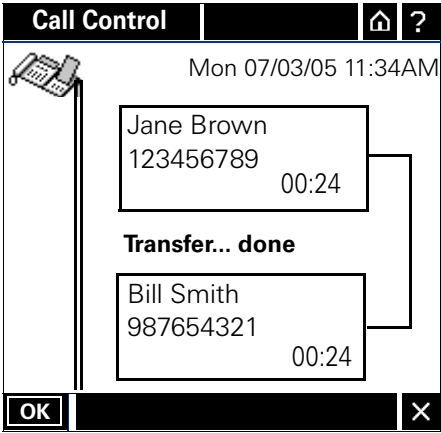 Call Control ?
Mon 07/03/05 11:34AM
Jane Brown
123456789
00:24
Transfer... done
Bill Smith
987654321
00:24
OK